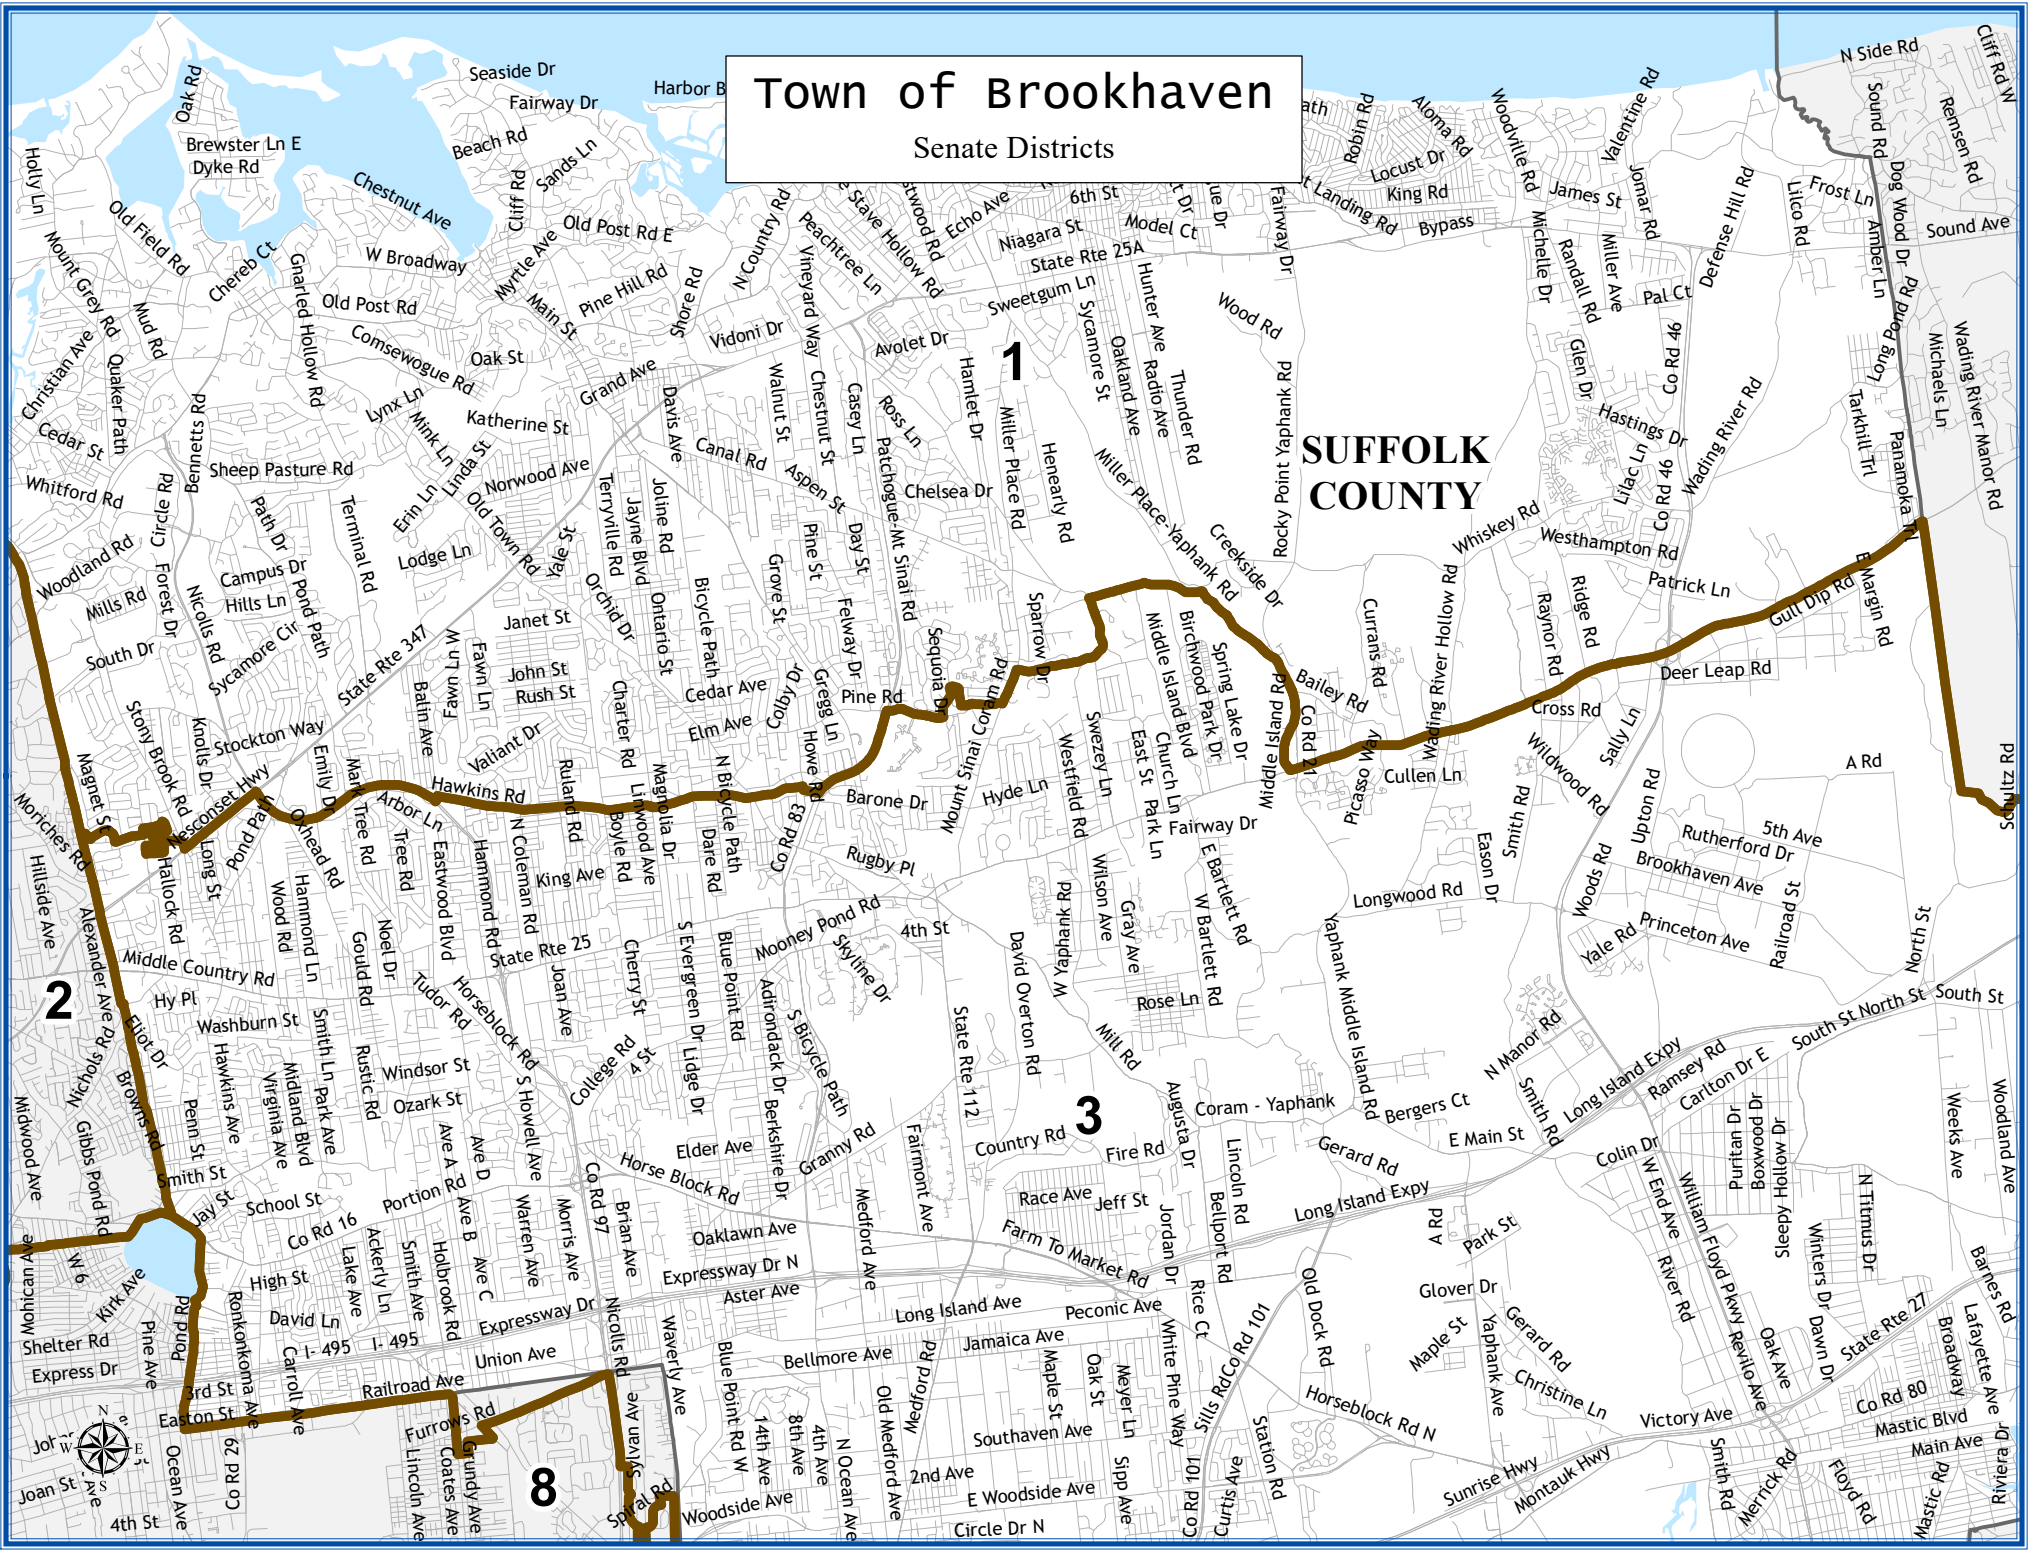 Town of Brookhaven
Senate Districts
SUFFOLK
COUNTY
1
2
3
8
Oak Rd
Seaside Dr
Fairway Dr
Harbor B
Brewster Ln E
Dyke Rd
Beach Rd
Sands Ln
Cliff Rd
Chestnut Ave
Holly Ln
Old Field Rd
Mount Grey Rd
Mud Rd
Chereb Ct
Gnarled Hollow Rd
W Broadway
Myrtle Ave
Old Post Rd E
Old Post Rd
Main St
Pine Hill Rd
Shore Rd
N Country Rd
Peachtree Ln
Vineyard Way
e Stave Hollow Rd
stwood Rd
Echo Ave
Niagara St
6th St
Model Ct
State Rte 25A
Sweetgum Ln
Hunter Ave
Sycamore St
Fairway Dr
ath
Robin Rd
Aloma Rd
Locust Dr
King Rd
t Landing Rd
Bypass
Woodville Rd
Valentine Rd
James St
Jomar Rd
Michelle Dr
Randall Rd
Miller Ave
Pal Ct
Defense Hill Rd
Lilco Rd
Frost Ln
Amber Ln
N Side Rd
Cliff Rd W
Sound Rd
Remsen Rd
Dog Wood Dr
Sound Ave
Long Pond Rd
Christian Ave
Quaker Path
Cedar St
Whitford Rd
Bennetts Rd
Comsewogue Rd
Oak St
Lynx Ln
Mink Ln
Katherine St
Linda St
Norwood Ave
Grand Ave
Davis Ave
Vidoni Dr
Avolet Dr
Hamlet Dr
Walnut St
Chestnut St
Casey Ln
Ross Ln
Miller Place Rd
Henearly Rd
Oakland Ave
Radio Ave
Thunder Rd
Wood Rd
Rocky Point Yaphank Rd
Glen Dr
Hastings Dr
Lilac Ln
Co Rd 46
Co Rd 46
Wading River Rd
Tarkhill Trl
Panamoka Trl
Michaels Ln
Wading River Manor Rd
Sheep Pasture Rd
Circle Rd
Path Dr
Terminal Rd
Erin Ln
Old Town Rd
Terryville Rd
Jayne Blvd
Joline Rd
Canal Rd
Aspen St
Pine St
Day St
Chelsea Dr
Patchogue-Mt Sinai Rd
Miller Place-Yaphank Rd
Creekside Dr
Whiskey Rd
Westhampton Rd
Patrick Ln
Gull Dip Rd
E Margin Rd
Woodland Rd
Mills Rd
Forest Dr
Nicolls Rd
Campus Dr
Hills Ln
Pond Path
Sycamore Cir
State Rte 347
Lodge Ln
Yale St
Orchid Dr
Ontario St
Bicycle Path
Grove St
Felway Dr
Sequoia Dr
Sparrow Dr
South Dr
Janet St
Fawn Ln W
Fawn Ln
John St
Rush St
Cedar Ave
Colby Dr
Gregg Ln
Pine Rd
Mount Sinai Coram Rd
Middle Island Blvd
Birchwood Park Dr
Spring Lake Dr
Currans Rd
Wading River Hollow Rd
Raynor Rd
Ridge Rd
Deer Leap Rd
Bailey Rd
Cross Rd
Sally Ln
Stony Brook Rd
Knolls Dr
Stockton Way
Balin Ave
Valiant Dr
Charter Rd
Elm Ave
Howe Rd
Swezey Ln
Westfield Rd
East St
Church Ln
Middle Island Rd
Co Rd 21
Picasso Way
Cullen Ln
Wildwood Rd
A Rd
Schultz Rd
Magnet St
Nesconset Hwy
Emily Dr
Mark Tree Rd
Arbor Ln
Hawkins Rd
Ruland Rd
Linwood Ave
Magnolia Dr
N Bicycle Path
Barone Dr
Hyde Ln
Park Ln
Fairway Dr
Smith Rd
Upton Rd
5th Ave
Rutherford Dr
Brookhaven Ave
Moriches Rd
Hallock Rd
Long St
Pond Path
Oxhead Rd
Tree Rd
Eastwood Blvd
Hammond Rd
N Coleman Rd
King Ave
Boyle Rd
Dare Rd
Co Rd 83
Rugby Pl
E Bartlett Rd
Eason Dr
Woods Rd
Railroad St
Hillside Ave
Wood Rd
Hammond Ln
Noel Dr
Gould Rd
State Rte 25
Cherry St
S Evergreen Dr
Blue Point Rd
Mooney Pond Rd
Skyline Dr
4th St
W Yaphank Rd
Wilson Ave
Gray Ave
W Bartlett Rd
Longwood Rd
Yaphank Middle Island Rd
Yale Rd
Princeton Ave
North St
Alexander Ave
Middle Country Rd
Hy Pl
Washburn St
Smith Ln
Tudor Rd
Horseblock Rd
Joan Ave
Adirondack Dr
S Bicycle Path
David Overton Rd
State Rte 112
Rose Ln
Mill Rd
N Manor Rd
Long Island Expy
Ramsey Rd
Carlton Dr E
South St North St
South St
Nichols Rd
Eliot Dr
Browns Rd
Hawkins Ave
Virginia Ave
Midland Blvd
Park Ave
Rustic Rd
Windsor St
Ozark St
S Howell Ave
College Rd
4 St
Lidge Dr
Berkshire Dr
Midwood Ave
Gibbs Pond Rd
Penn St
Smith St
Ave A
Ave D
Elder Ave
Horse Block Rd
Granny Rd
Fairmont Ave
Country Rd
Fire Rd
Augusta Dr
Coram - Yaphank
Bergers Ct
E Main St
Smith Rd
Gerard Rd
Lincoln Rd
Colin Dr
W End Ave
William Floyd Pkwy
Puntan Dr
Boxwood Dr
Sleepy Hollow Dr
N Titmus Dr
Weeks Ave
Woodland Ave
Jay St
School St
Portion Rd
Co Rd 16
Ackerly Ln
Lake Ave
Smith Ave
Holbrook Rd
Ave B
Ave C
Warren Ave
Morris Ave
Co Rd 97
Brian Ave
Oaklawn Ave
Medford Ave
Race Ave
Jeff St
Farm To Market Rd
Jordan Dr
Bellport Rd
Long Island Expy
A Rd
Park St
River Rd
Winters Dr
Barnes Rd
Mohican Ave
W 6
Kirk Ave
Pond Rd
High St
David Ln
Ronkonkoma Ave
Expressway Dr N
Aster Ave
Expressway Dr
Nicolls Rd
Waverly Ave
Long Island Ave
Peconic Ave
Rice Ct
Co Rd 101
Old Dock Rd
Glover Dr
Gerard Rd
Maple St
Yaphank Ave
Revilo Ave
Oak Ave
Dawn Dr
State Rte 27
Broadway
Lafayette Ave
Shelter Rd
Express Dr
Pine Ave
3rd St
Easton St
I- 495
I- 495
Carroll Ave
Railroad Ave
Union Ave
Furrows Rd
Bellmore Ave
Jamaica Ave
Medford Rd
Maple St
Oak St
Meyer Ln
White Pine Way
Sills Rd
Christine Ln
Horseblock Rd N
Victory Ave
Co Rd 80
Mastic Blvd
Main Ave
N
W
E
S
Joan St
Ave
4th St
Ocean Ave
Co Rd 29
Lincoln Ave
Coates Ave
Grundy Ave
Sylvan Ave
Spiral Rd
Blue Point Rd W
14th Ave
8th Ave
4th Ave
N Ocean Ave
Old Medford Ave
Woodside Ave
2nd Ave
Southaven Ave
E Woodside Ave
Circle Dr N
Sipp Ave
Co Rd 101
Curtis Ave
Station Rd
Sunrise Hwy
Montauk Hwy
Smith Rd
Merrick Rd
Floyd Rd
Mastic Rd
Riviera Dr